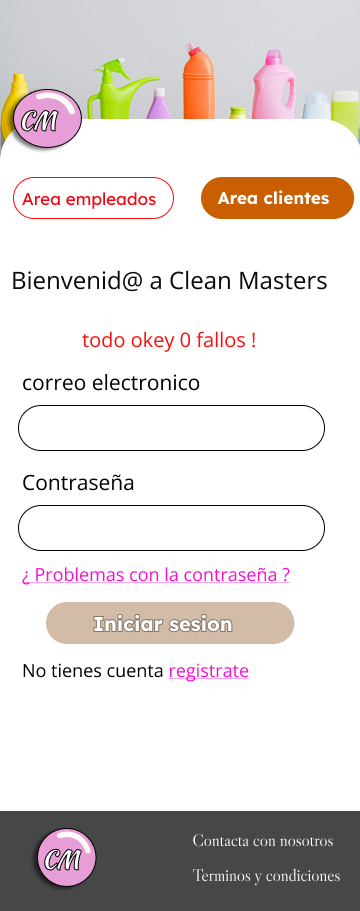 CM
Area empleados
Area clientes
Bienvenid@ a Clean Masters
todo okey 0 fallos !
correo electronico
Contraseña
¿ Problemas con la contraseña ?
Iniciar sesion
No tienes cuenta registrate
CM
Contacta con nosotros
Terminos y condiciones